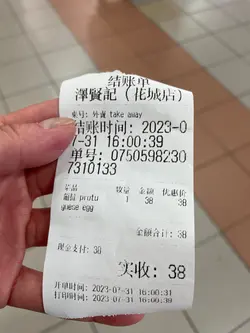 结账单
澤賢記（花城店）
桌号: 外賣 take away
结账时间: 2023-0
7-31 16:00:39
单号: 0750598230
7310133
菜品 数量 金额 优惠价
1 38 38
guese egg
金额合计: 38
现金支付: 38
实收: 38
开单时间: 2023-07-31 16:00:31
打印时间: 2023-07-31 16:00:39